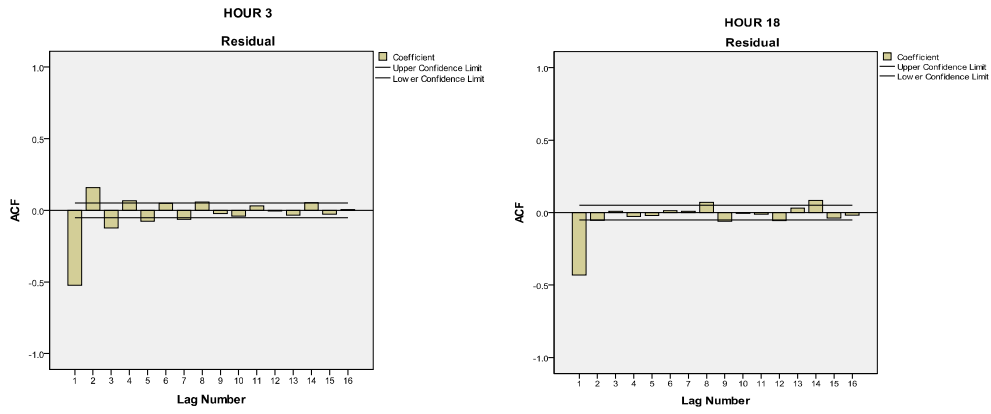 HOUR 3
Residual
Coefficient
Upper Confidence Limit
Lower Confidence Limit
1.0
0.5
0.0
-0.5
-1.0
ACF
1 2 3 4 5 6 7 8 9 10 11 12 13 14 15 16
Lag Number
HOUR 18
Residual
Coefficient
Upper Confidence Limit
Lower Confidence Limit
1.0
0.5
0.0
-0.5
-1.0
ACF
1 2 3 4 5 6 7 8 9 10 11 12 13 14 15 16
Lag Number